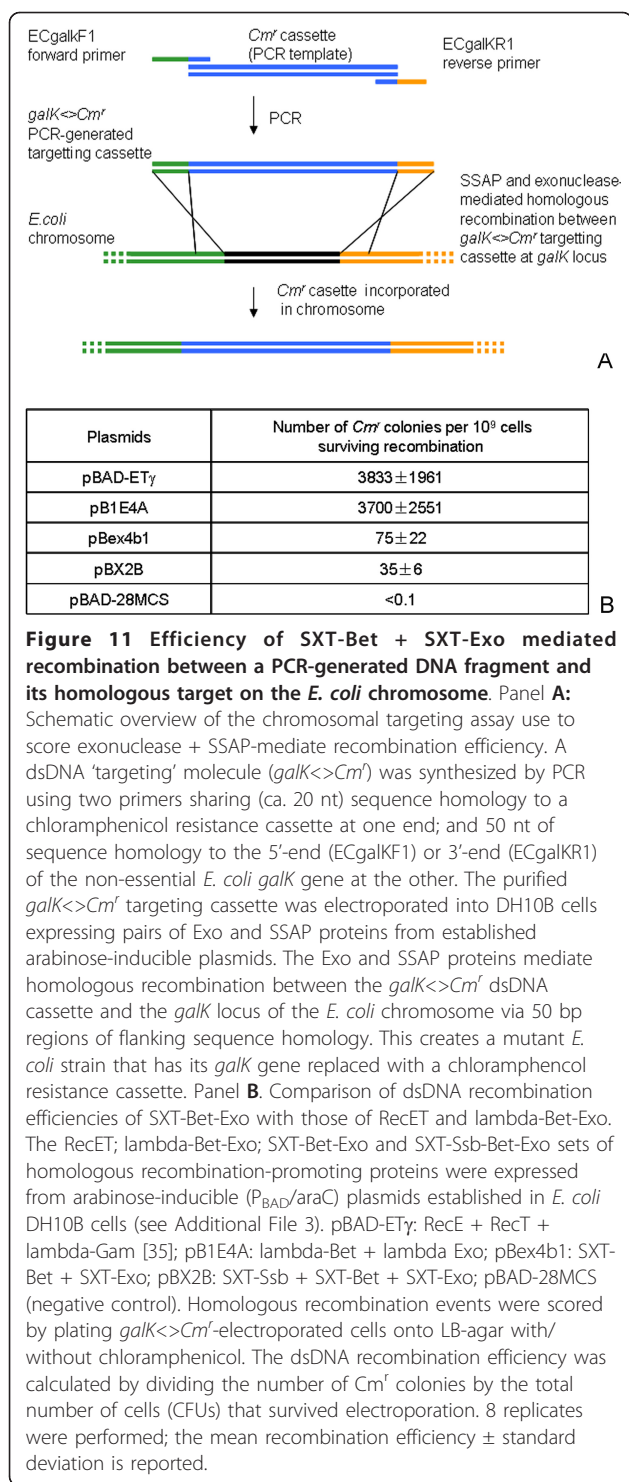 ECgalkF1
forward primer
Cmʳ cassette
(PCR template)
ECgalKR1
reverse primer
galK<>Cmʳ
PCR-generated
targetting cassette
PCR
E.coli
chromosome
SSAP and exonuclease-
mediated homologous
recombination between
galK<>Cmʳ targetting
cassette at galK locus
Cmʳ casette incorporated
in chromosome
A
Plasmids
Number of Cmʳ colonies per 10⁹ cells
surviving recombination
pBAD-ETγ
3833±1961
pB1E4A
3700±2551
pBex4b1
75±22
pBX2B
35±6
pBAD-28MCS
<0.1
B
Figure 11 Efficiency of SXT-Bet + SXT-Exo mediated
recombination between a PCR-generated DNA fragment and
its homologous target on the E. coli chromosome. Panel A:
Schematic overview of the chromosomal targeting assay use to
score exonuclease + SSAP-mediate recombination efficiency. A
dsDNA ‘targeting’ molecule (galK<>Cmʳ) was synthesized by PCR
using two primers sharing (ca. 20 nt) sequence homology to a
chloramphenicol resistance cassette at one end; and 50 nt of
sequence homology to the 5′-end (ECgalKF1) or 3′-end (ECgalKR1)
of the non-essential E. coli galK gene at the other. The purified
galK<>Cmʳ targeting cassette was electroporated into DH10B cells
expressing pairs of Exo and SSAP proteins from established
arabinose-inducible plasmids. The Exo and SSAP proteins mediate
homologous recombination between the galK<>Cmʳ dsDNA
cassette and the galK locus of the E. coli chromosome via 50 bp
regions of flanking sequence homology. This creates a mutant E.
coli strain that has its galK gene replaced with a chloramphencol
resistance cassette. Panel B. Comparison of dsDNA recombination
efficiencies of SXT-Bet-Exo with those of RecET and lambda-Bet-Exo.
The RecET; lambda-Bet-Exo; SXT-Bet-Exo and SXT-Ssb-Bet-Exo sets of
homologous recombination-promoting proteins were expressed
from arabinose-inducible (P_BAD/araC) plasmids established in E. coli
DH10B cells (see Additional File 3). pBAD-ETγ: RecE + RecT +
lambda-Gam [35]; pB1E4A: lambda-Bet + lambda Exo; pBex4b1: SXT-
Bet + SXT-Exo; pBX2B: SXT-Ssb + SXT-Bet + SXT-Exo; pBAD-28MCS
(negative control). Homologous recombination events were scored
by plating galK<>Cmʳ-electroporated cells onto LB-agar with/
without chloramphenicol. The dsDNA recombination efficiency was
calculated by dividing the number of Cmʳ colonies by the total
number of cells (CFUs) that survived electroporation. 8 replicates
were performed; the mean recombination efficiency ± standard
deviation is reported.